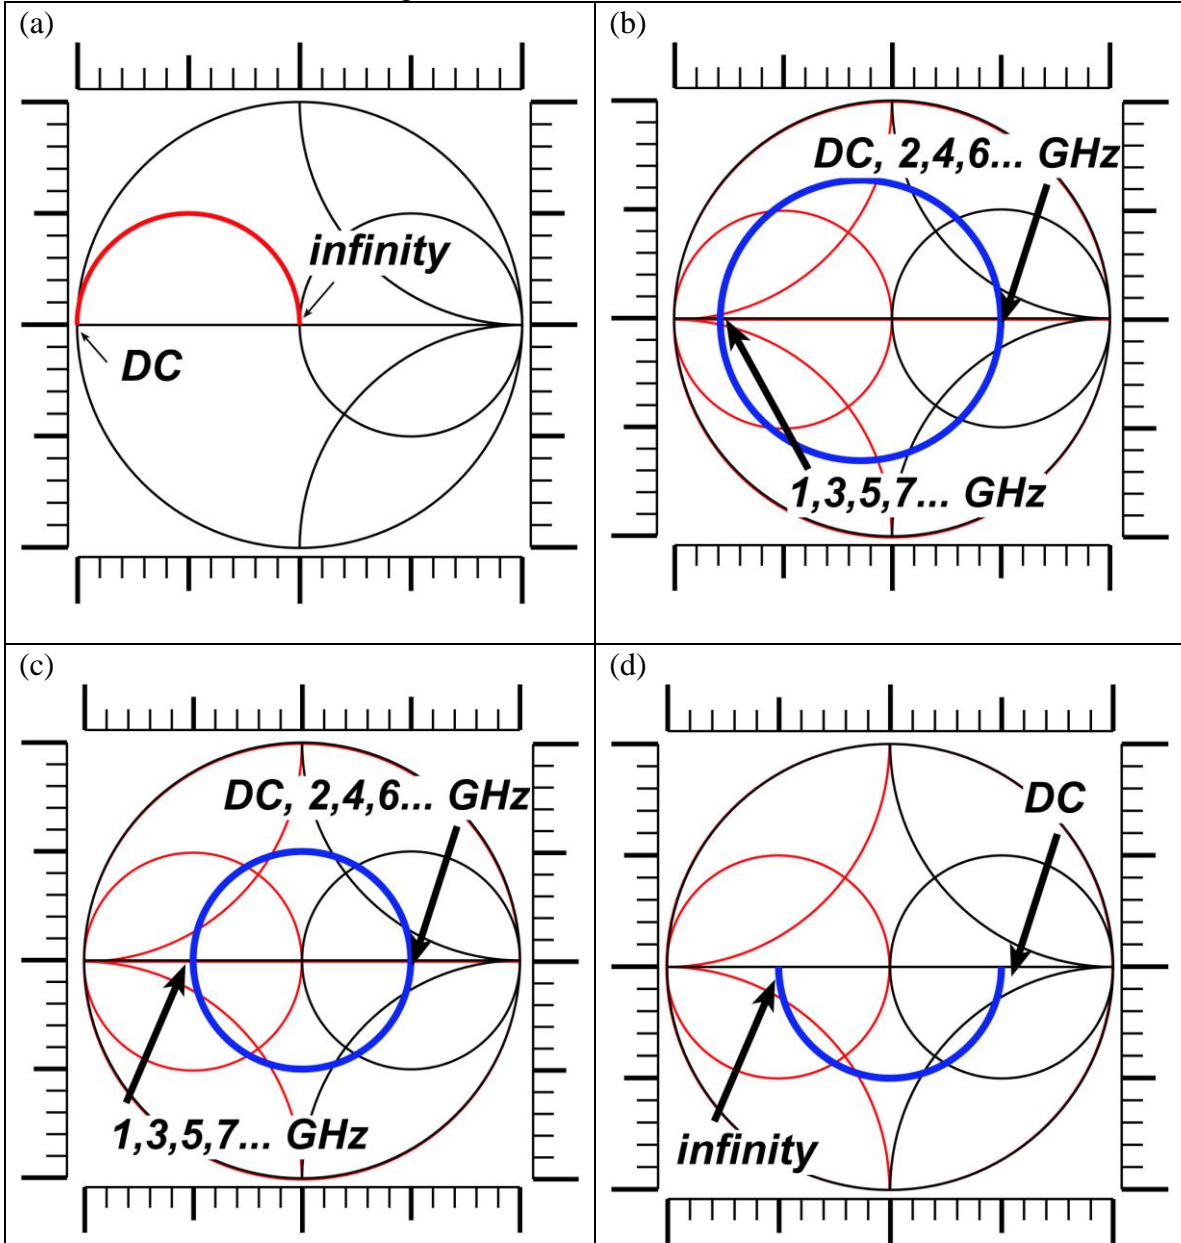 (a)
infinity
DC
(b)
DC, 2,4,6... GHz
1,3,5,7... GHz
(c)
DC, 2,4,6... GHz
1,3,5,7... GHz
(d)
DC
infinity